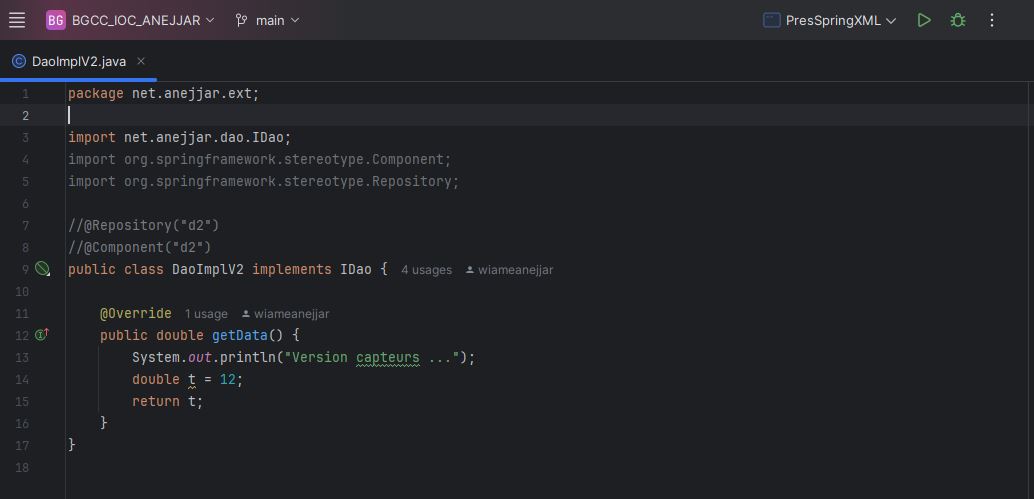 BG BGCC_IOC_ANEJJAR main PresSpringXML
DaoImplV2.java
1 package net.anejjar.ext;
2
3 import net.anejjar.dao.IDao;
4 import org.springframework.stereotype.Component;
5 import org.springframework.stereotype.Repository;
6
7 //@Repository("d2")
8 //@Component("d2")
9 public class DaoImplV2 implements IDao { 4 usages wiameanejjar
10
11 @Override 1 usage wiameanejjar
12 public double getData() {
13 System.out.println("Version capteurs ...");
14 double t = 12;
15 return t;
16 }
17 }
18